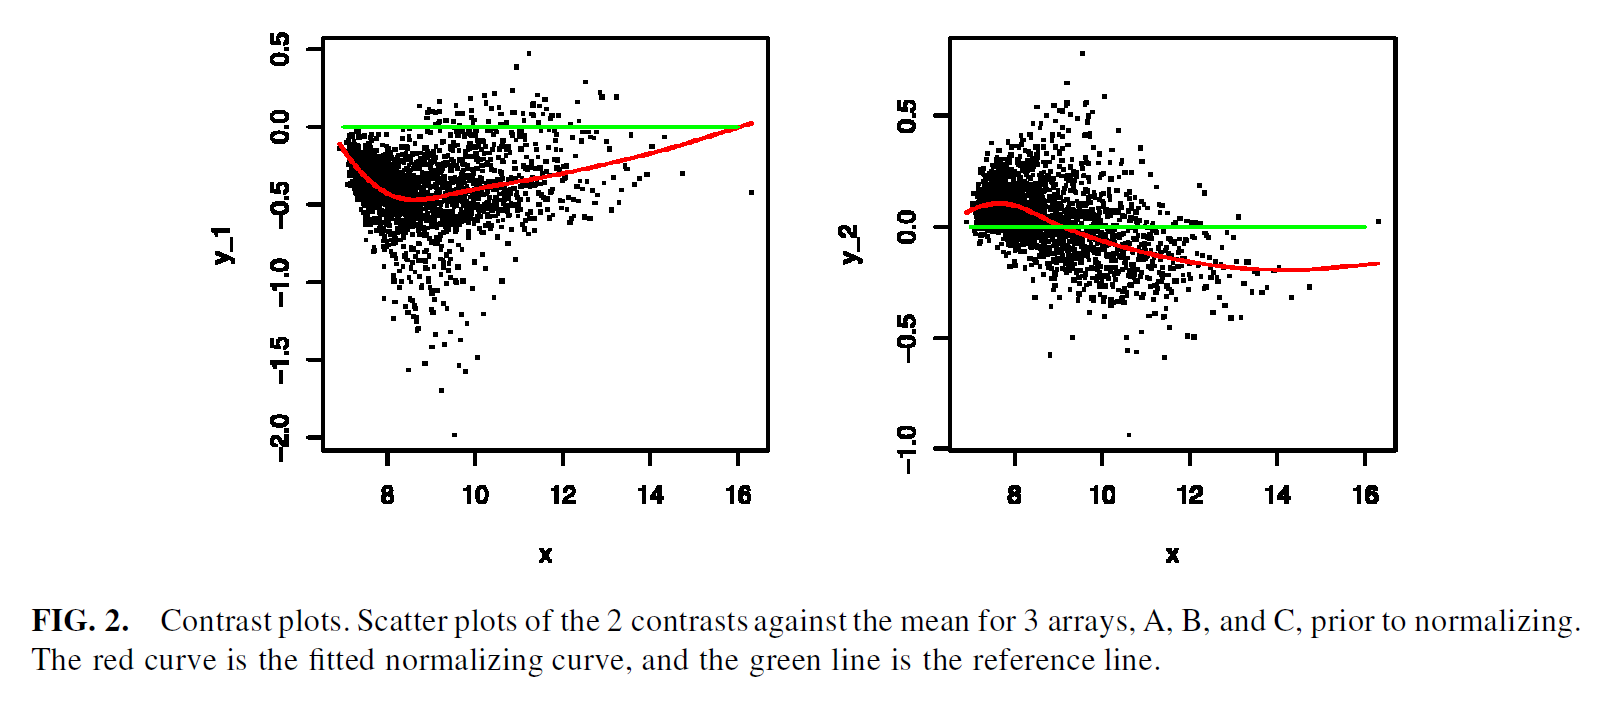 0.5
0.0
−0.5
−1.0
−1.5
−2.0
y_1
8 10 12 14 16
x
0.5
0.0
−0.5
−1.0
y_2
8 10 12 14 16
x
FIG. 2. Contrast plots. Scatter plots of the 2 contrasts against the mean for 3 arrays, A, B, and C, prior to normalizing.
The red curve is the fitted normalizing curve, and the green line is the reference line.